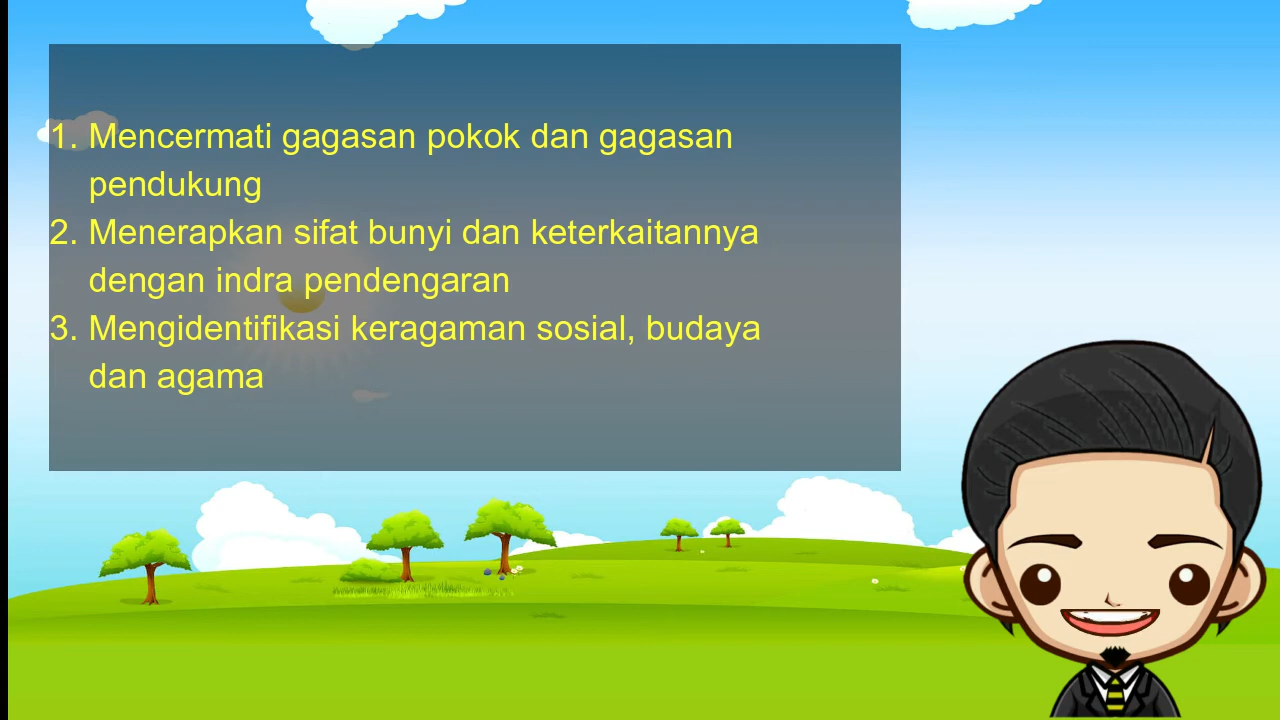 1. Mencermati gagasan pokok dan gagasan
pendukung
2. Menerapkan sifat bunyi dan keterkaitannya
dengan indra pendengaran
3. Mengidentifikasi keragaman sosial, budaya
dan agama